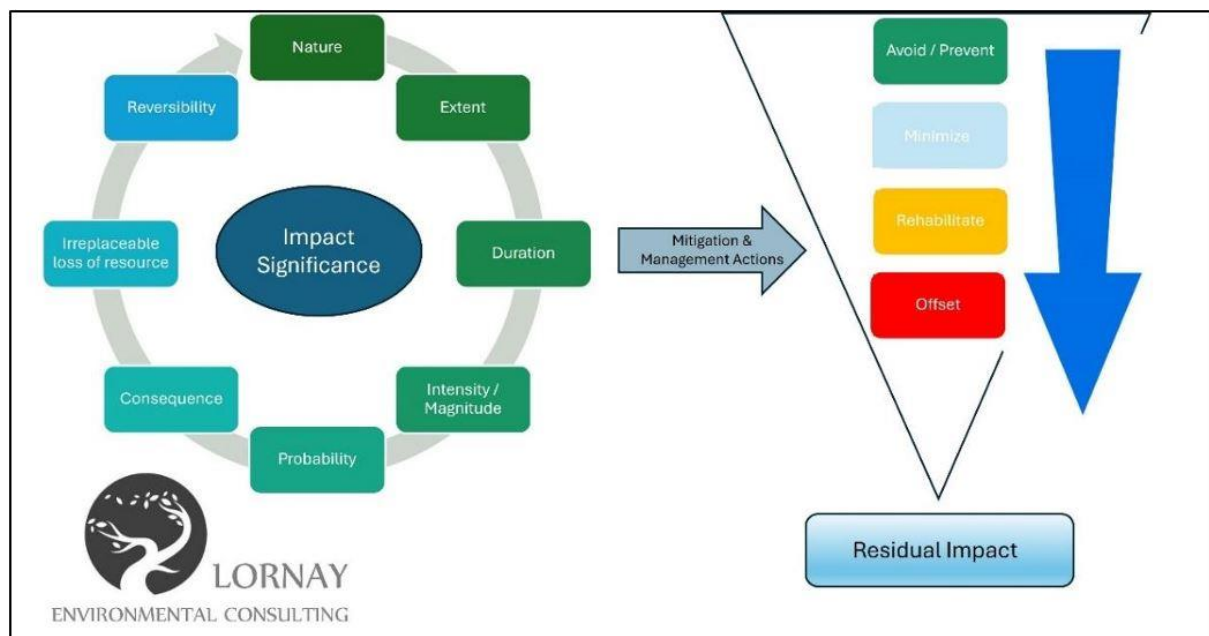 Nature
Extent
Duration
Intensity /
Magnitude
Probability
Consequence
Irreplaceable
loss of resource
Reversibility
Impact
Significance
Mitigation &
Management Actions
Avoid / Prevent
Minimize
Rehabilitate
Offset
Residual Impact
LORNAY
ENVIRONMENTAL CONSULTING